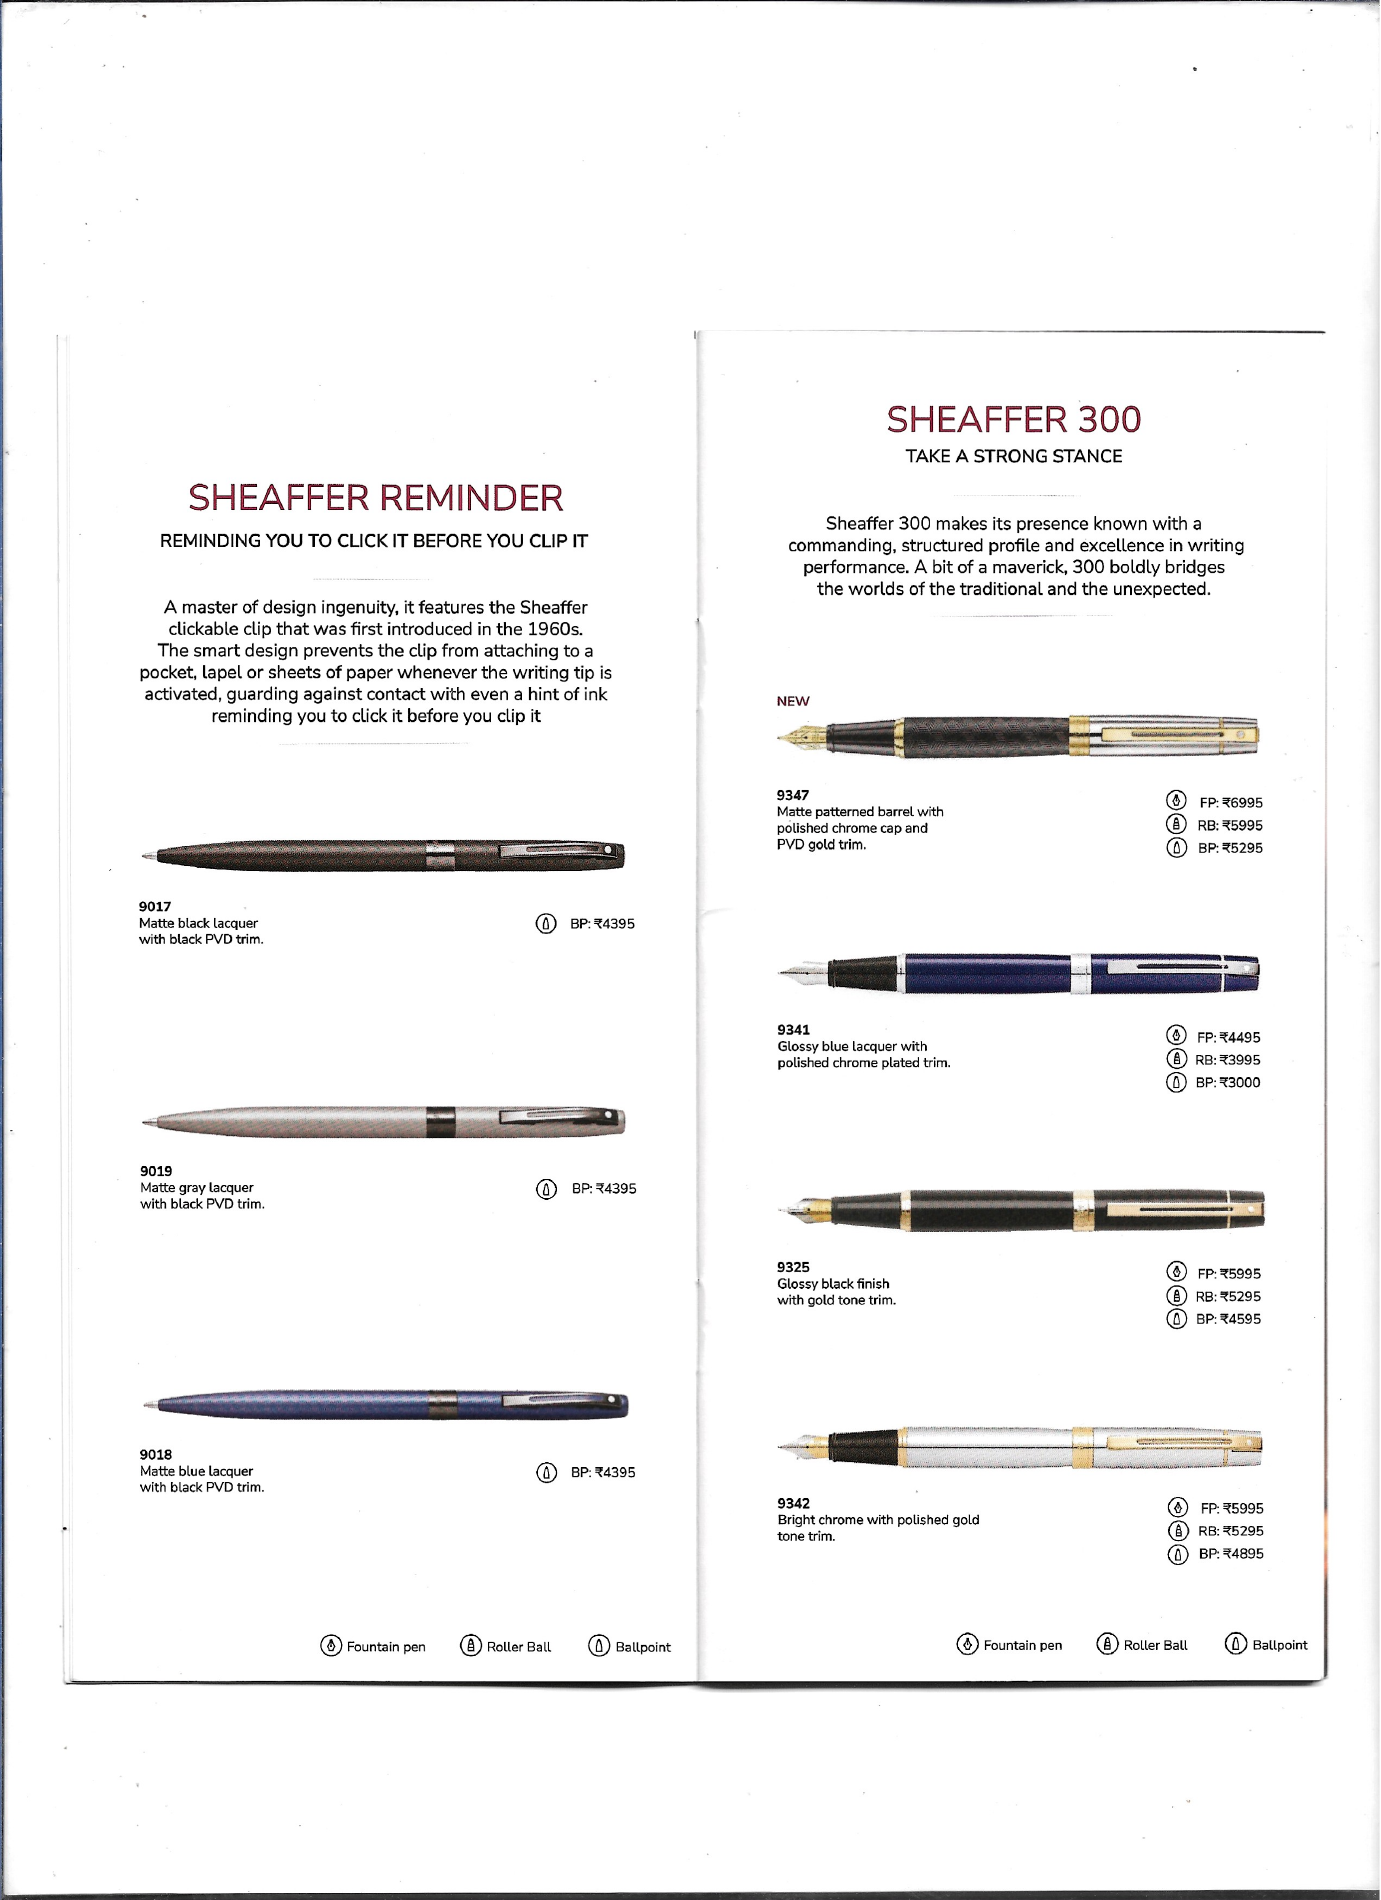 SHEAFFER REMINDER
REMINDING YOU TO CLICK IT BEFORE YOU CLIP IT
A master of design ingenuity, it features the Sheaffer
clickable clip that was first introduced in the 1960s.
The smart design prevents the clip from attaching to a
pocket, lapel or sheets of paper whenever the writing tip is
activated, guarding against contact with even a hint of ink
reminding you to click it before you clip it
9017
Matte black lacquer
with black PVD trim.
BP: ₹4395
9019
Matte gray lacquer
with black PVD trim.
BP: ₹4395
9018
Matte blue lacquer
with black PVD trim.
BP: ₹4395
Fountain pen Roller Ball Ballpoint
SHEAFFER 300
TAKE A STRONG STANCE
Sheaffer 300 makes its presence known with a
commanding, structured profile and excellence in writing
performance. A bit of a maverick, 300 boldly bridges
the worlds of the traditional and the unexpected.
NEW
9347
Matte patterned barrel with
polished chrome cap and
PVD gold trim.
FP: ₹6995
RB: ₹5995
BP: ₹5295
9341
Glossy blue lacquer with
polished chrome plated trim.
FP: ₹4495
RB: ₹3995
BP: ₹3000
9325
Glossy black finish
with gold tone trim.
FP: ₹5995
RB: ₹5295
BP: ₹4595
9342
Bright chrome with polished gold
tone trim.
FP: ₹5995
RB: ₹5295
BP: ₹4895
Fountain pen Roller Ball Ballpoint